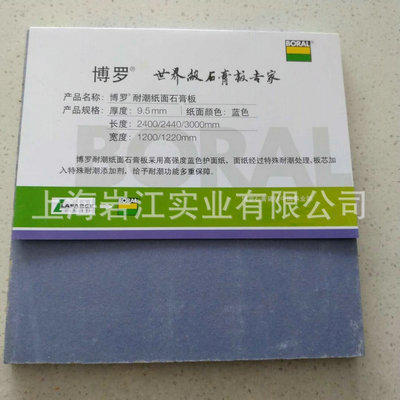 BORAL
博罗® 世界级石膏板专家
产品名称：博罗®耐潮纸面石膏板
产品规格：厚度：9.5mm 纸面颜色：蓝色
长度：2400/2440/3000mm
宽度：1200/1220mm
博罗耐潮纸面石膏板采用高强度蓝色护面纸，面纸经过特殊耐潮处理，板芯加
入特殊耐潮添加剂，给予耐潮功能多重保障。
BORAL
上海岩江实业有限公司
LAFARGE
BORAL